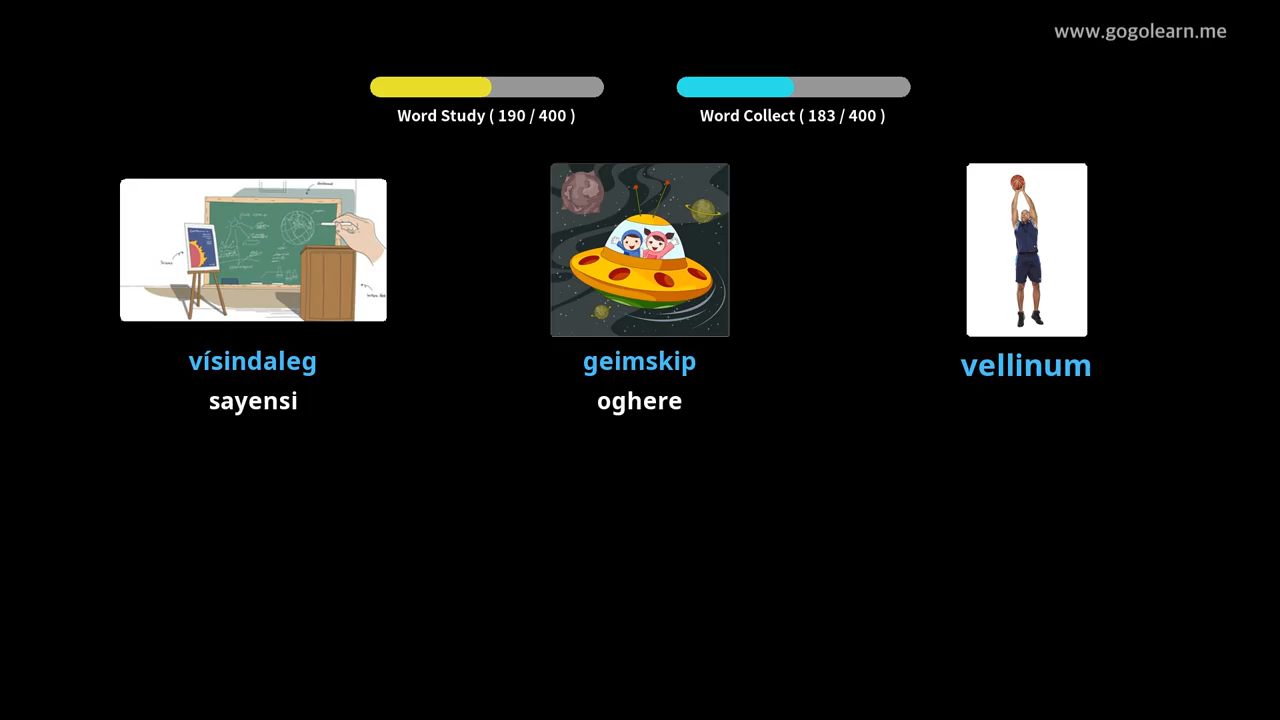 www.gogolearn.me
Word Study ( 190 / 400 )
Word Collect ( 183 / 400 )
vísindaleg
geimskip
vellinum
sayensi
oghere